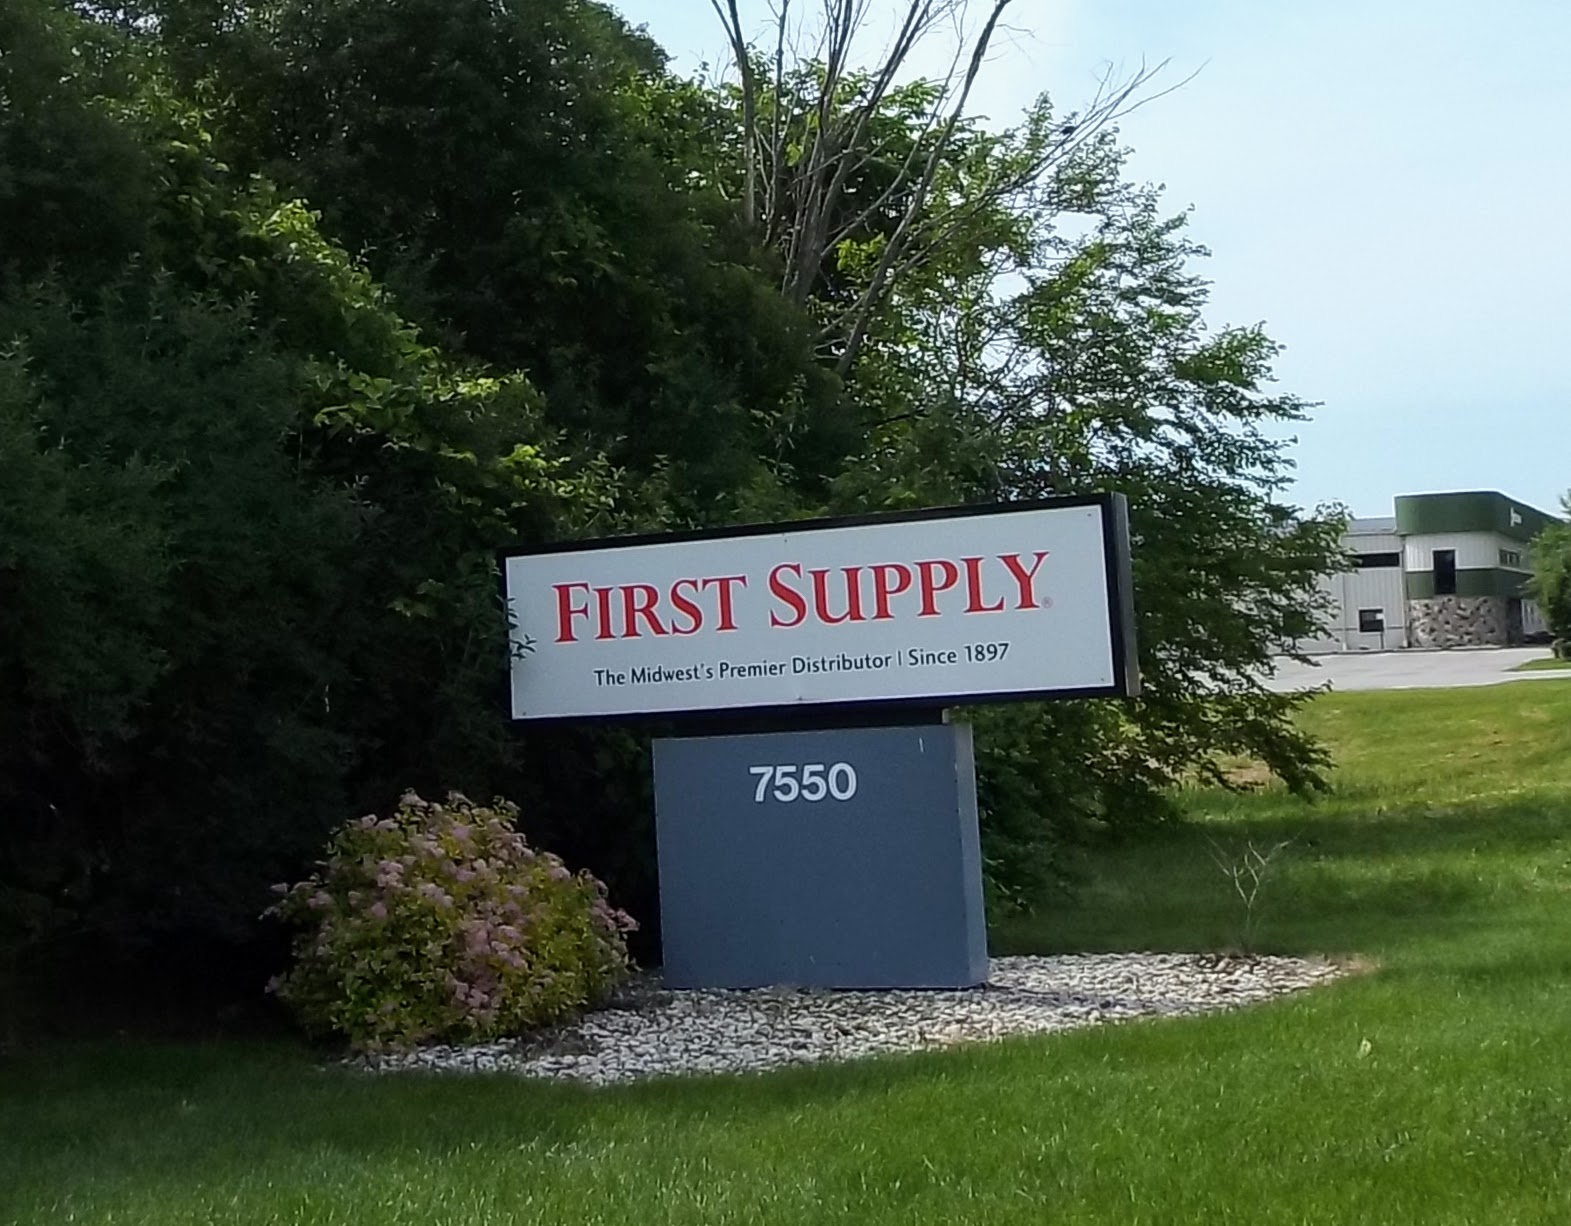 FIRST SUPPLY®
The Midwest's Premier Distributor | Since 1897
7550